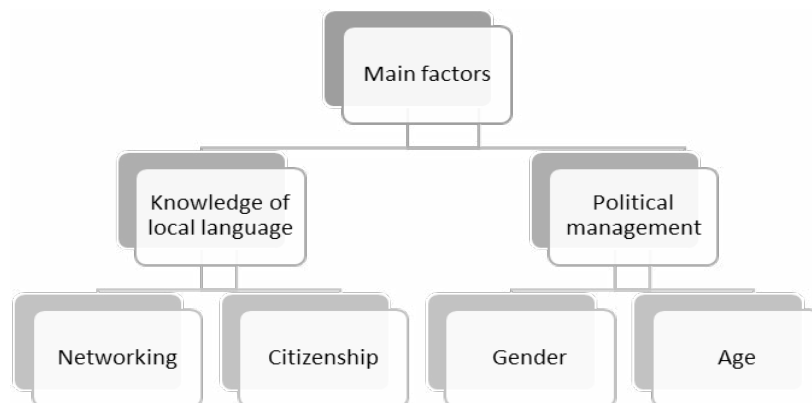 Main factors
Knowledge of
local language
Political
management
Networking
Citizenship
Gender
Age